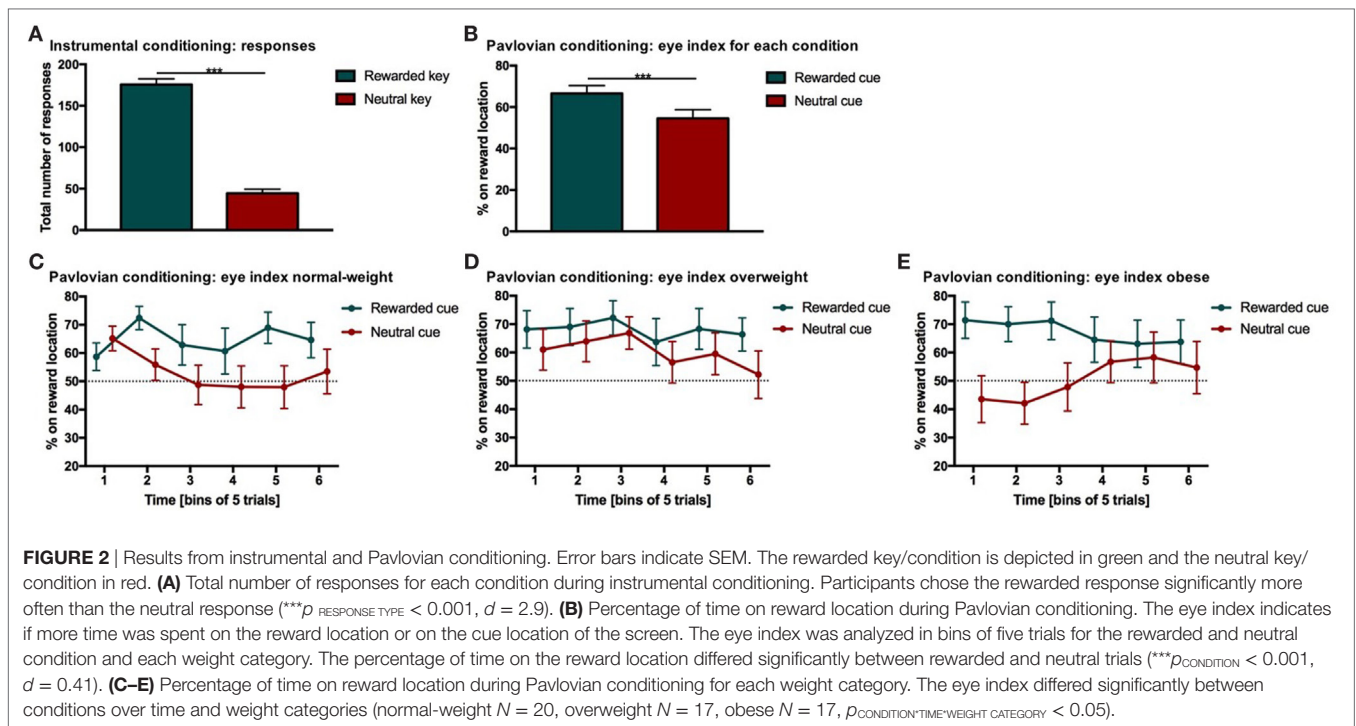 A
Instrumental conditioning: responses
Total number of responses
200
150
100
50
0
***
Rewarded key
Neutral key
B
Pavlovian conditioning: eye index for each condition
% on reward location
80
60
40
20
0
***
Rewarded cue
Neutral cue
C
Pavlovian conditioning: eye index normal-weight
% on reward location
80
70
60
50
40
30
20
1 2 3 4 5 6
Time [bins of 5 trials]
Rewarded cue
Neutral cue
D
Pavlovian conditioning: eye index overweight
% on reward location
80
70
60
50
40
30
20
1 2 3 4 5 6
Time [bins of 5 trials]
Rewarded cue
Neutral cue
E
Pavlovian conditioning: eye index obese
% on reward location
80
70
60
50
40
30
20
1 2 3 4 5 6
Time [bins of 5 trials]
Rewarded cue
Neutral cue
FIGURE 2 | Results from instrumental and Pavlovian conditioning. Error bars indicate SEM. The rewarded key/condition is depicted in green and the neutral key/
condition in red. (A) Total number of responses for each condition during instrumental conditioning. Participants chose the rewarded response significantly more
often than the neutral response (***p RESPONSE TYPE < 0.001, d = 2.9). (B) Percentage of time on reward location during Pavlovian conditioning. The eye index indicates
if more time was spent on the reward location or on the cue location of the screen. The eye index was analyzed in bins of five trials for the rewarded and neutral
condition and each weight category. The percentage of time on the reward location differed significantly between rewarded and neutral trials (***pCONDITION < 0.001,
d = 0.41). (C–E) Percentage of time on reward location during Pavlovian conditioning for each weight category. The eye index differed significantly between
conditions over time and weight categories (normal-weight N = 20, overweight N = 17, obese N = 17, pCONDITION*TIME*WEIGHT CATEGORY < 0.05).